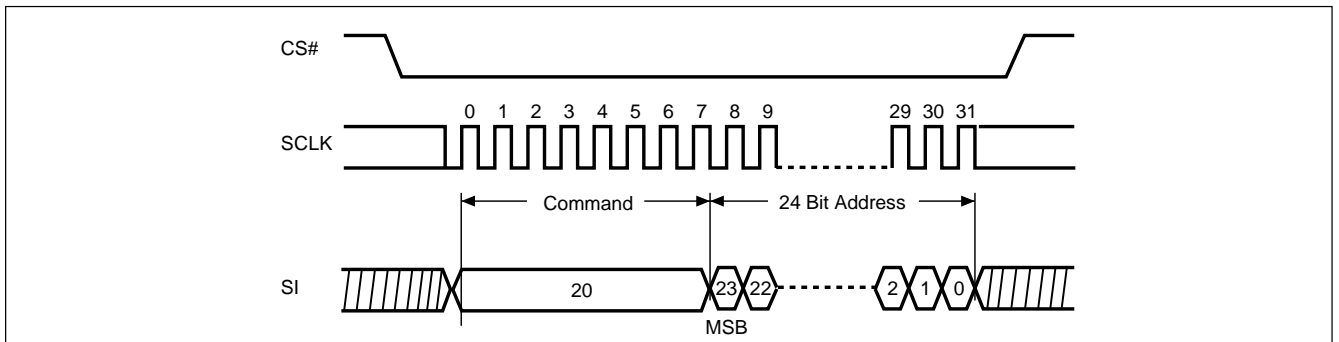 CS#
0 1 2 3 4 5 6 7 8 9 29 30 31
SCLK
Command 24 Bit Address
SI 20 23 22 2 1 0
MSB